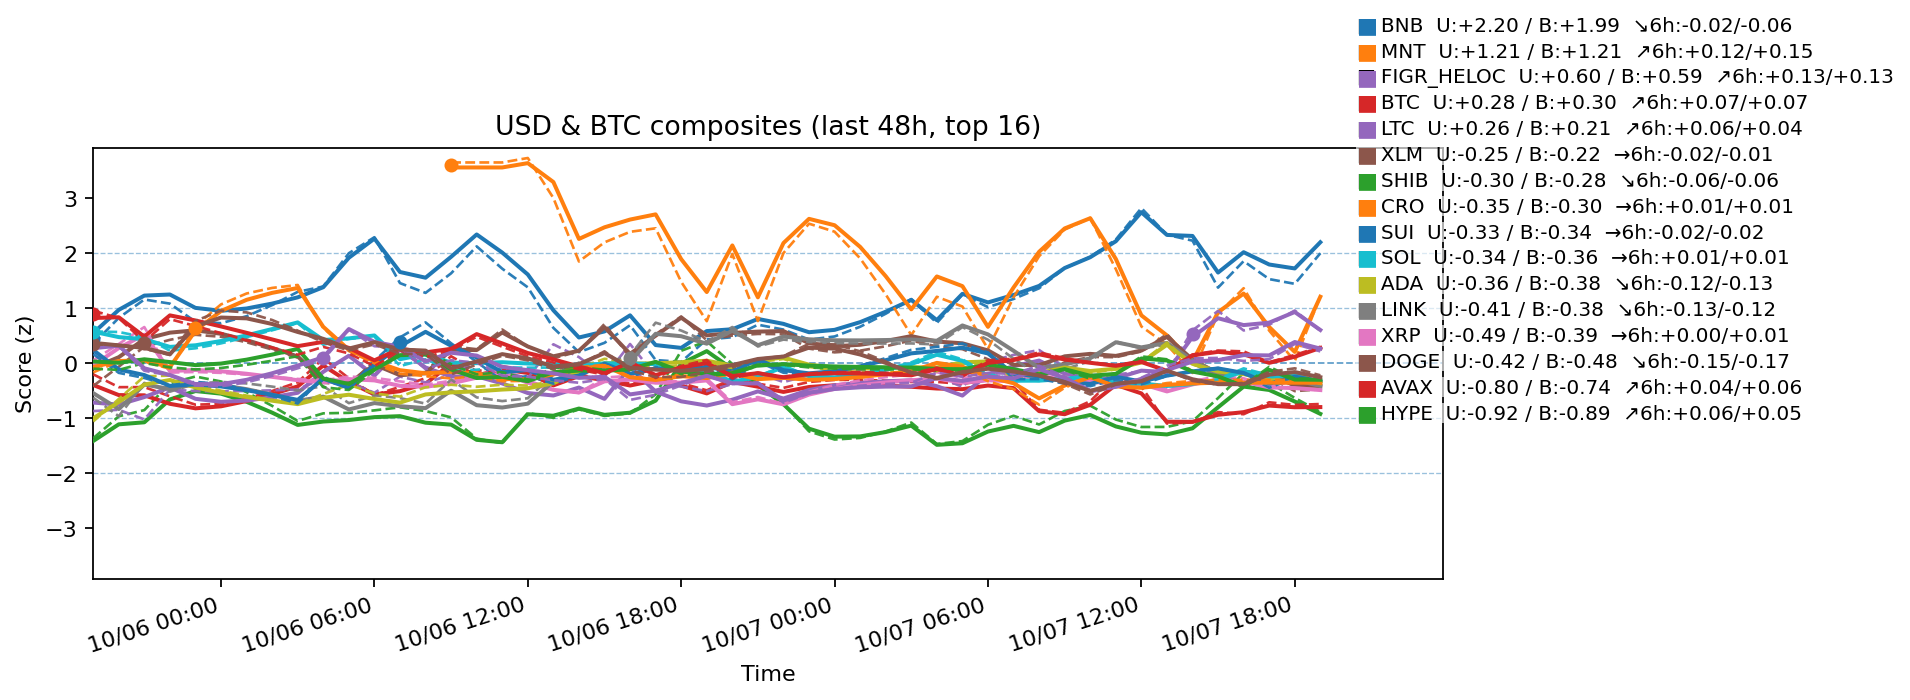 BNB  U:+2.20 / B:+1.99  ↘6h:-0.02/-0.06
MNT  U:+1.21 / B:+1.21  ↗6h:+0.12/+0.15
FIGR_HELOC  U:+0.60 / B:+0.59  ↗6h:+0.13/+0.13
BTC  U:+0.28 / B:+0.30  ↗6h:+0.07/+0.07
LTC  U:+0.26 / B:+0.21  ↗6h:+0.06/+0.04
XLM  U:-0.25 / B:-0.22  →6h:-0.02/-0.01
SHIB  U:-0.30 / B:-0.28  ↘6h:-0.06/-0.06
CRO  U:-0.35 / B:-0.30  →6h:+0.01/+0.01
SUI  U:-0.33 / B:-0.34  →6h:-0.02/-0.02
SOL  U:-0.34 / B:-0.36  →6h:+0.01/+0.01
ADA  U:-0.36 / B:-0.38  ↘6h:-0.12/-0.13
LINK  U:-0.41 / B:-0.38  ↘6h:-0.13/-0.12
XRP  U:-0.49 / B:-0.39  →6h:+0.00/+0.01
DOGE  U:-0.42 / B:-0.48  ↘6h:-0.15/-0.17
AVAX  U:-0.80 / B:-0.74  ↗6h:+0.04/+0.06
HYPE  U:-0.92 / B:-0.89  ↗6h:+0.06/+0.05
USD & BTC composites (last 48h, top 16)
Score (z)
3
2
1
0
−1
−2
−3
10/06 00:00
10/06 06:00
10/06 12:00
10/06 18:00
10/07 00:00
10/07 06:00
10/07 12:00
10/07 18:00
Time